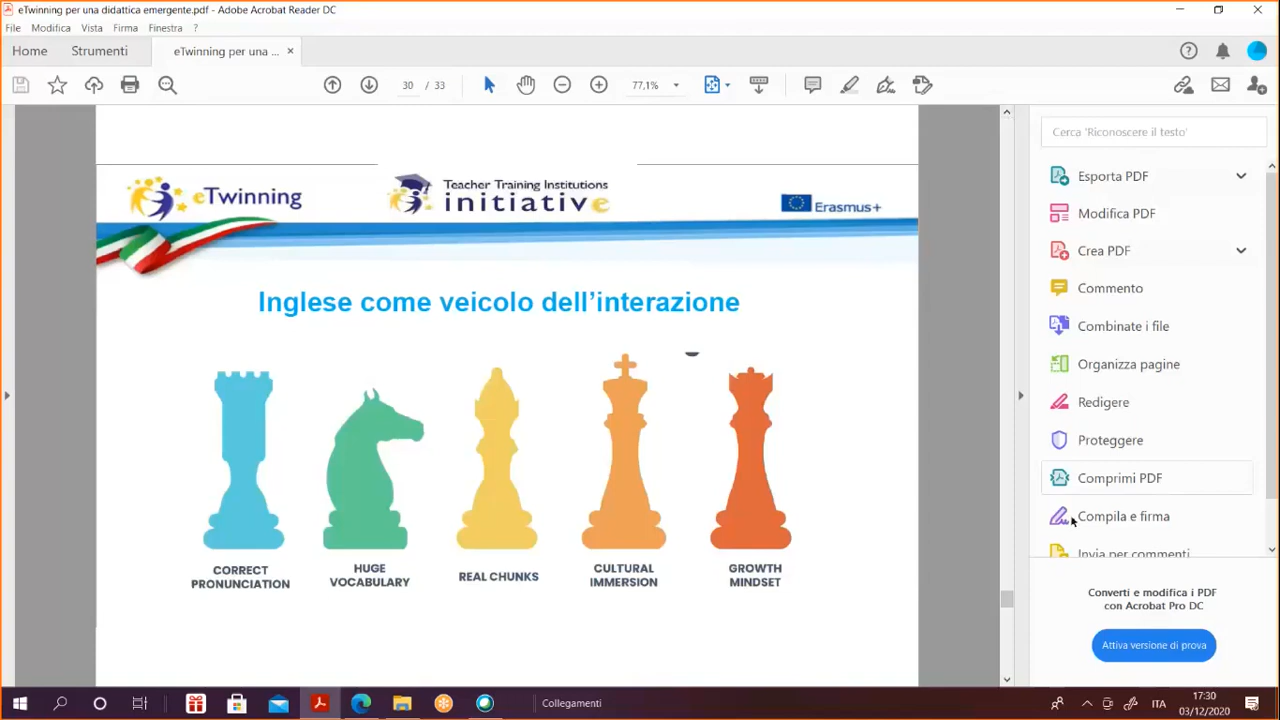 eTwinning per una didattica emergente.pdf - Adobe Acrobat Reader DC
File Modifica Vista Firma Finestra ?
Home Strumenti eTwinning per una ... ×
30 / 33 77,1%
Cerca 'Riconoscere il testo'
Esporta PDF
Modifica PDF
Crea PDF
Commento
Combinate i file
Organizza pagine
Redigere
Proteggere
Comprimi PDF
Compila e firma
Invia per commenti
Converti e modifica i PDF
con Acrobat Pro DC
Attiva versione di prova
eTwinning
Teacher Training Institutions
initiative
Erasmus+
Inglese come veicolo dell'interazione
CORRECT
PRONUNCIATION
HUGE
VOCABULARY
REAL CHUNKS
CULTURAL
IMMERSION
GROWTH
MINDSET
Collegamenti
ITA
17:30
03/12/2020